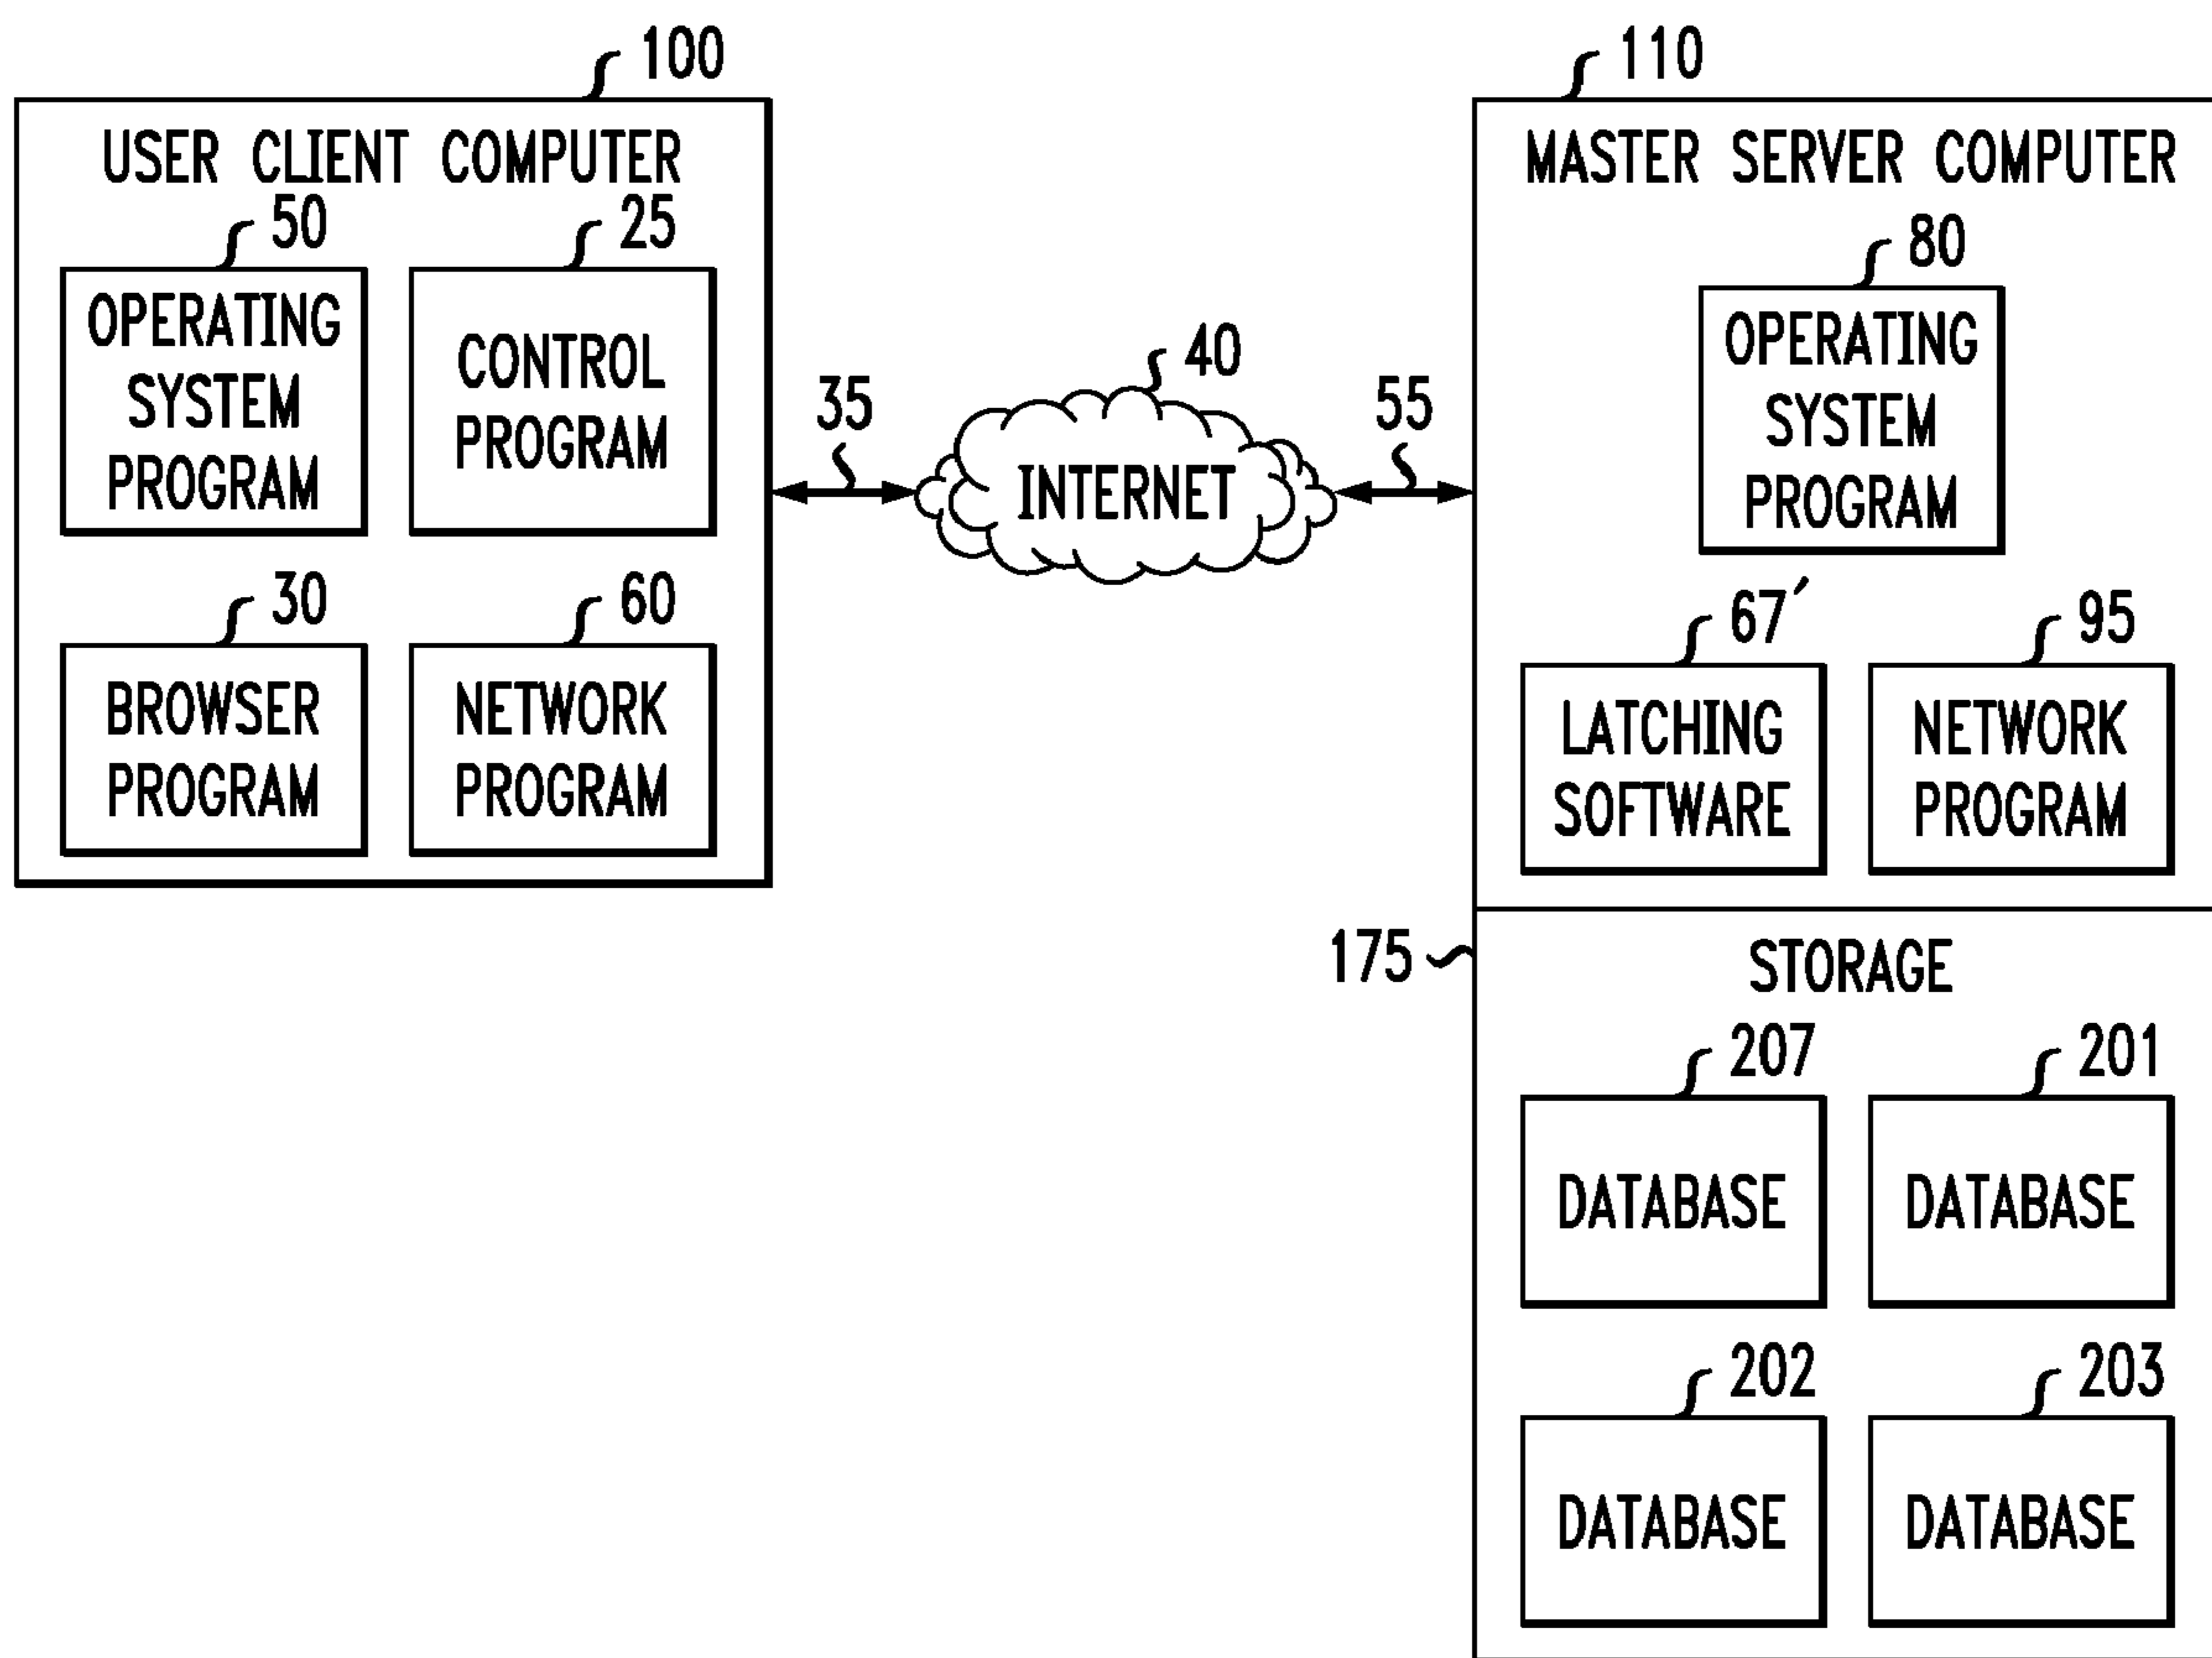 100
USER CLIENT COMPUTER
50
OPERATING
SYSTEM
PROGRAM
25
CONTROL
PROGRAM
30
BROWSER
PROGRAM
60
NETWORK
PROGRAM
35
40
INTERNET
55
110
MASTER SERVER COMPUTER
80
OPERATING
SYSTEM
PROGRAM
67′
LATCHING
SOFTWARE
95
NETWORK
PROGRAM
175
STORAGE
207
DATABASE
201
DATABASE
202
DATABASE
203
DATABASE